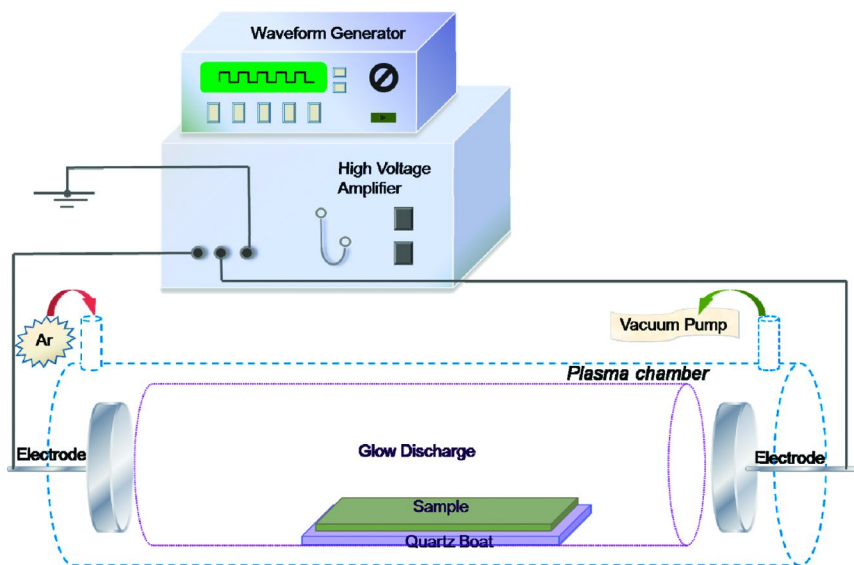 Waveform Generator
High Voltage
Amplifier
Ar
Vacuum Pump
Plasma chamber
Electrode
Glow Discharge
Electrode
Sample
Quartz Boat